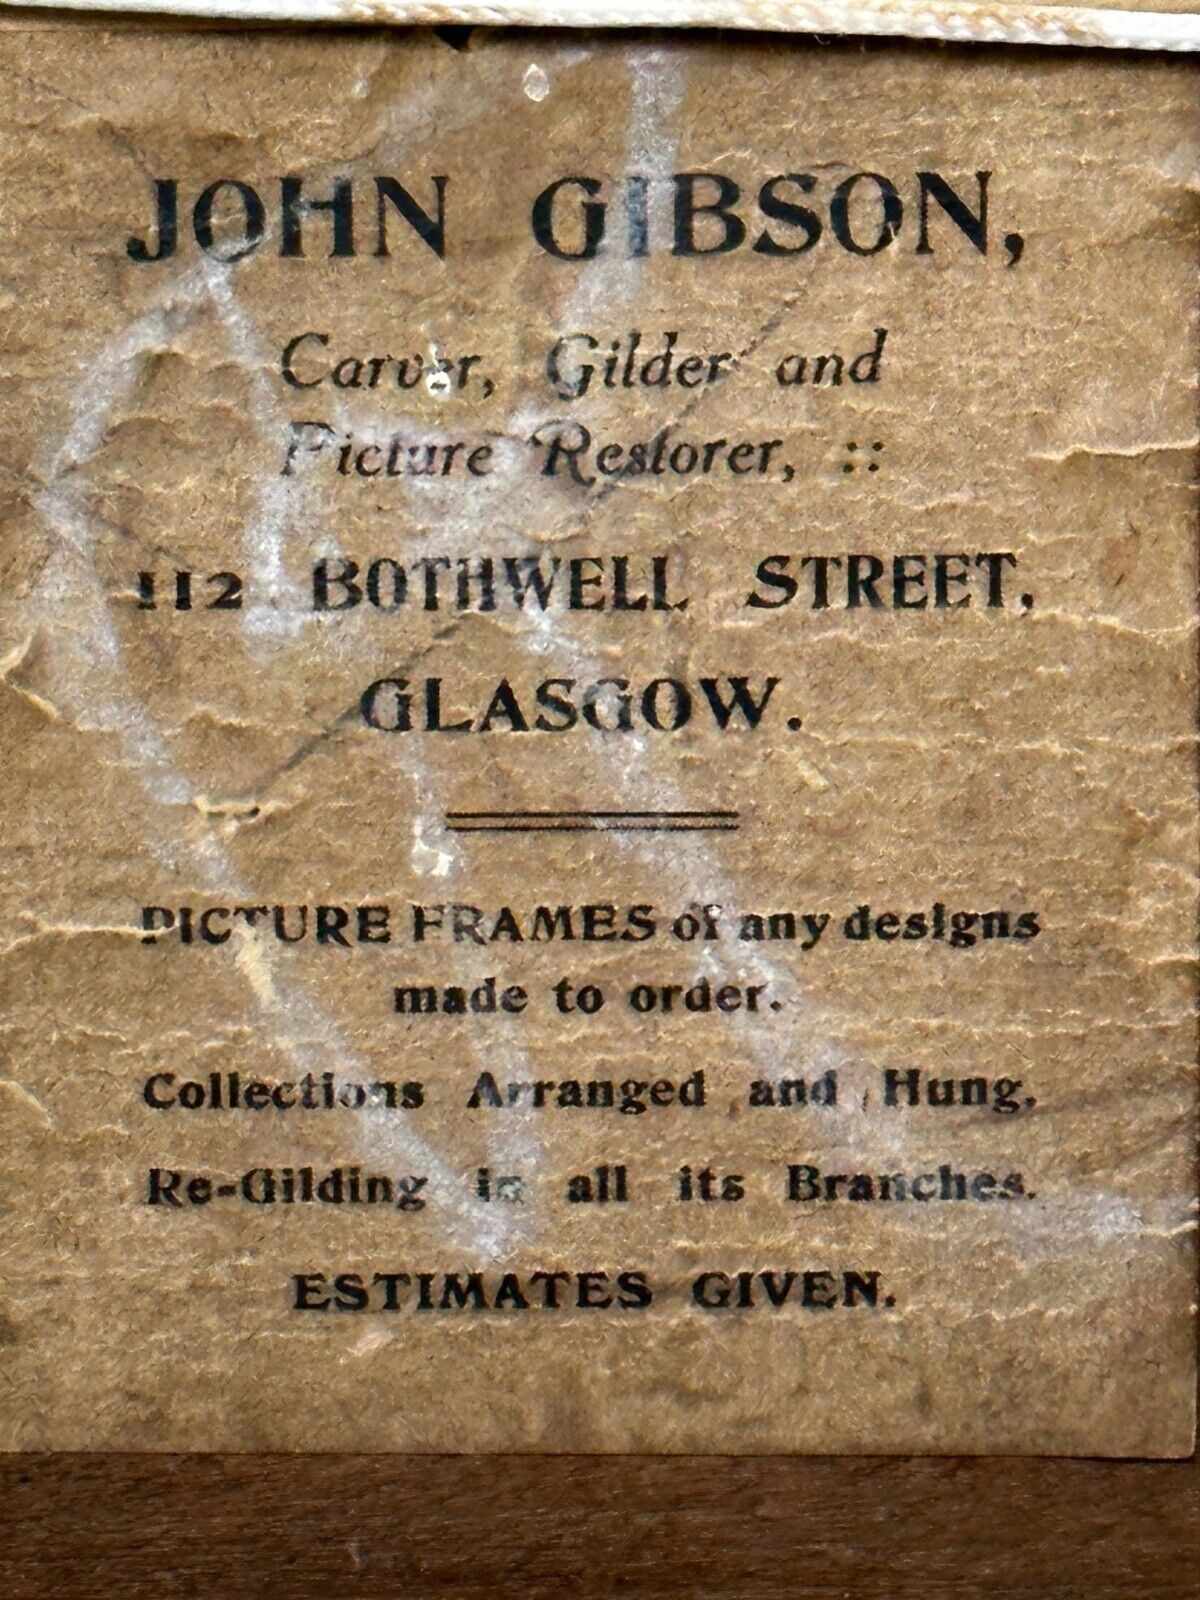 JOHN GIBSON,
Carver, Gilder and
Picture Restorer, ::
112 BOTHWELL STREET,
GLASGOW.
PICTURE FRAMES of any designs
made to order.
Collections Arranged and Hung.
Re-Gilding in all its Branches.
ESTIMATES GIVEN.